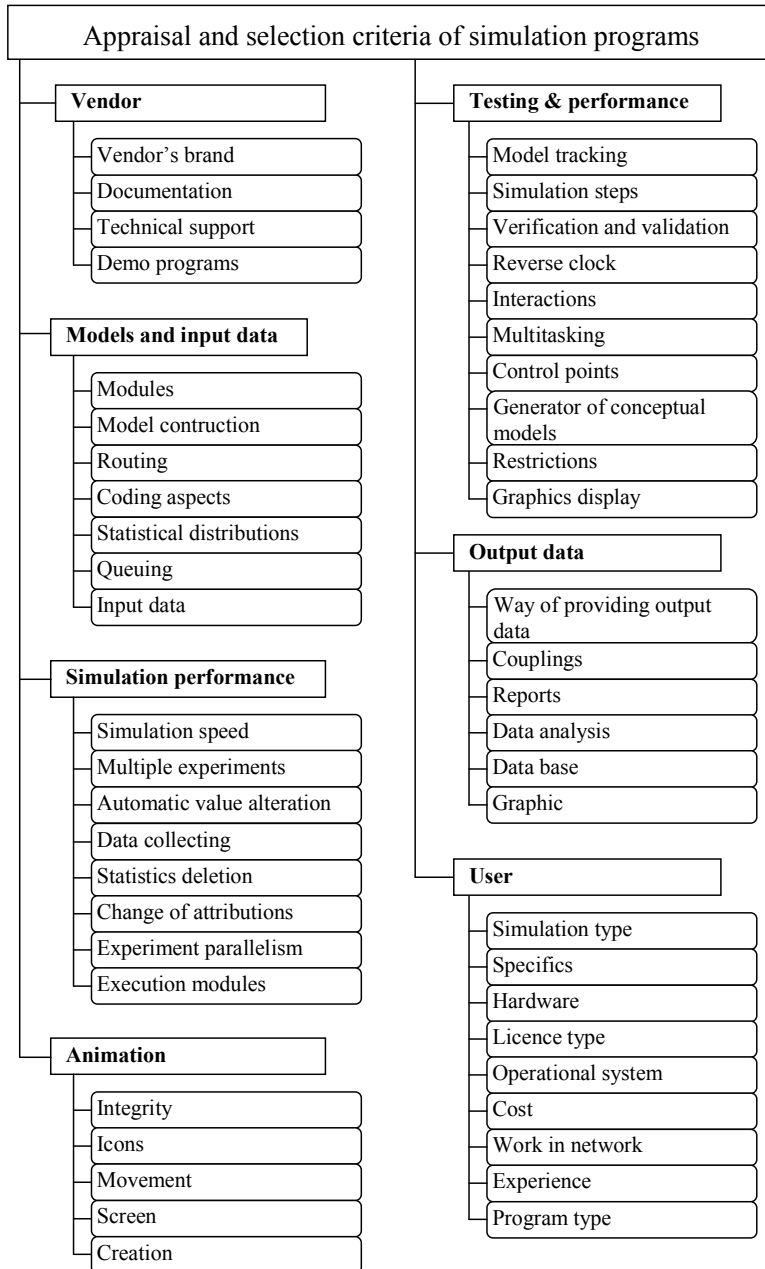 Appraisal and selection criteria of simulation programs
Vendor
Vendor's brand
Documentation
Technical support
Demo programs
Models and input data
Modules
Model contruction
Routing
Coding aspects
Statistical distributions
Queuing
Input data
Simulation performance
Simulation speed
Multiple experiments
Automatic value alteration
Data collecting
Statistics deletion
Change of attributions
Experiment parallelism
Execution modules
Animation
Integrity
Icons
Movement
Screen
Creation
Testing & performance
Model tracking
Simulation steps
Verification and validation
Reverse clock
Interactions
Multitasking
Control points
Generator of conceptual
models
Restrictions
Graphics display
Output data
Way of providing output
data
Couplings
Reports
Data analysis
Data base
Graphic
User
Simulation type
Specifics
Hardware
Licence type
Operational system
Cost
Work in network
Experience
Program type